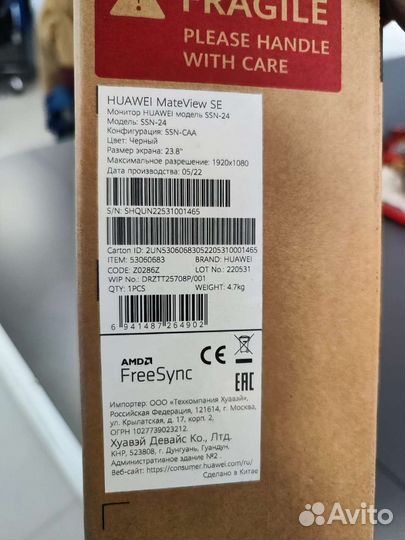 FRAGILE
PLEASE HANDLE
WITH CARE
HUAWEI MateView SE
Монитор HUAWEI модель SSN-24
Модель: SSN-24
Конфигурация: SSN-CAA
Цвет: Черный
Размер экрана: 23.8"
Максимальное разрешение: 1920x1080
Дата производства: 05/22
S/N: SHQUN22531001465
Carton ID: 2UN53060683052205310001465
ITEM: 53060683 BRAND: HUAWEI
CODE: Z0286Z LOT No: 220531
WIP No.: DRZTT25708P/001
QTY: 1PCS WEIGHT: 4.7kg
6 941487 264902
AMD
FreeSync
CE
EAC
Импортер: ООО «Техкомпания Хуавэй»,
Российская Федерация, 121614, г. Москва,
ул. Крылатская, д. 17, корп. 2,
ОГРН 1027739023212
Хуавэй Девайс Ко., Лтд.
КНР, 523808, г. Дунгуань, Гуандун,
Административное здание №2 .
Веб-сайт: https://consumer.huawei.com/ru/
Сделано в Китае
Avito